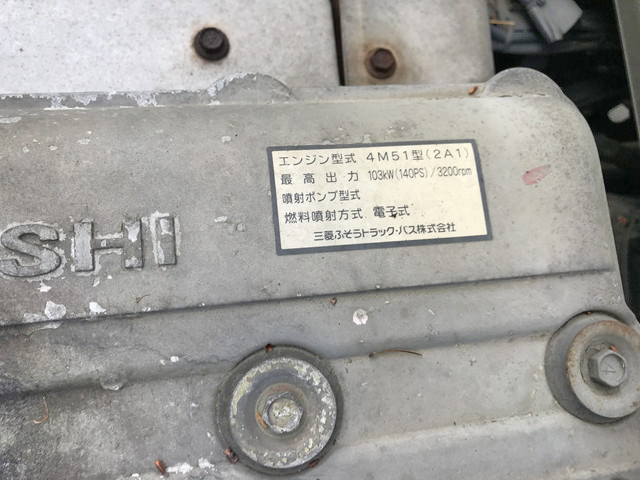 エンジン型式 4M51型(2A1)
最高出力 103kW(140PS)/3200rpm
噴射ポンプ型式
燃料噴射方式 電子式
三菱ふそうトラック・バス株式会社
SHI